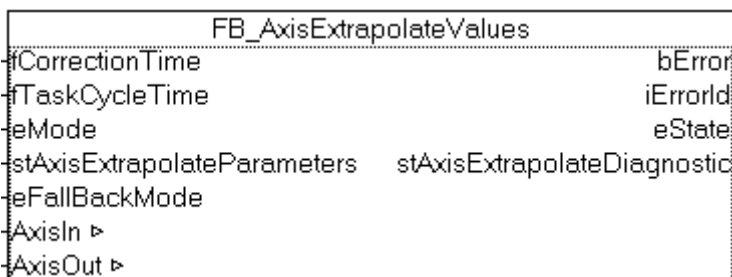 FB_AxisExtrapolateValues
fCorrectionTime bError
fTaskCycleTime iErrorId
eMode eState
stAxisExtrapolateParameters stAxisExtrapolateDiagnostic
eFallBackMode
AxisIn ▷
AxisOut ▷